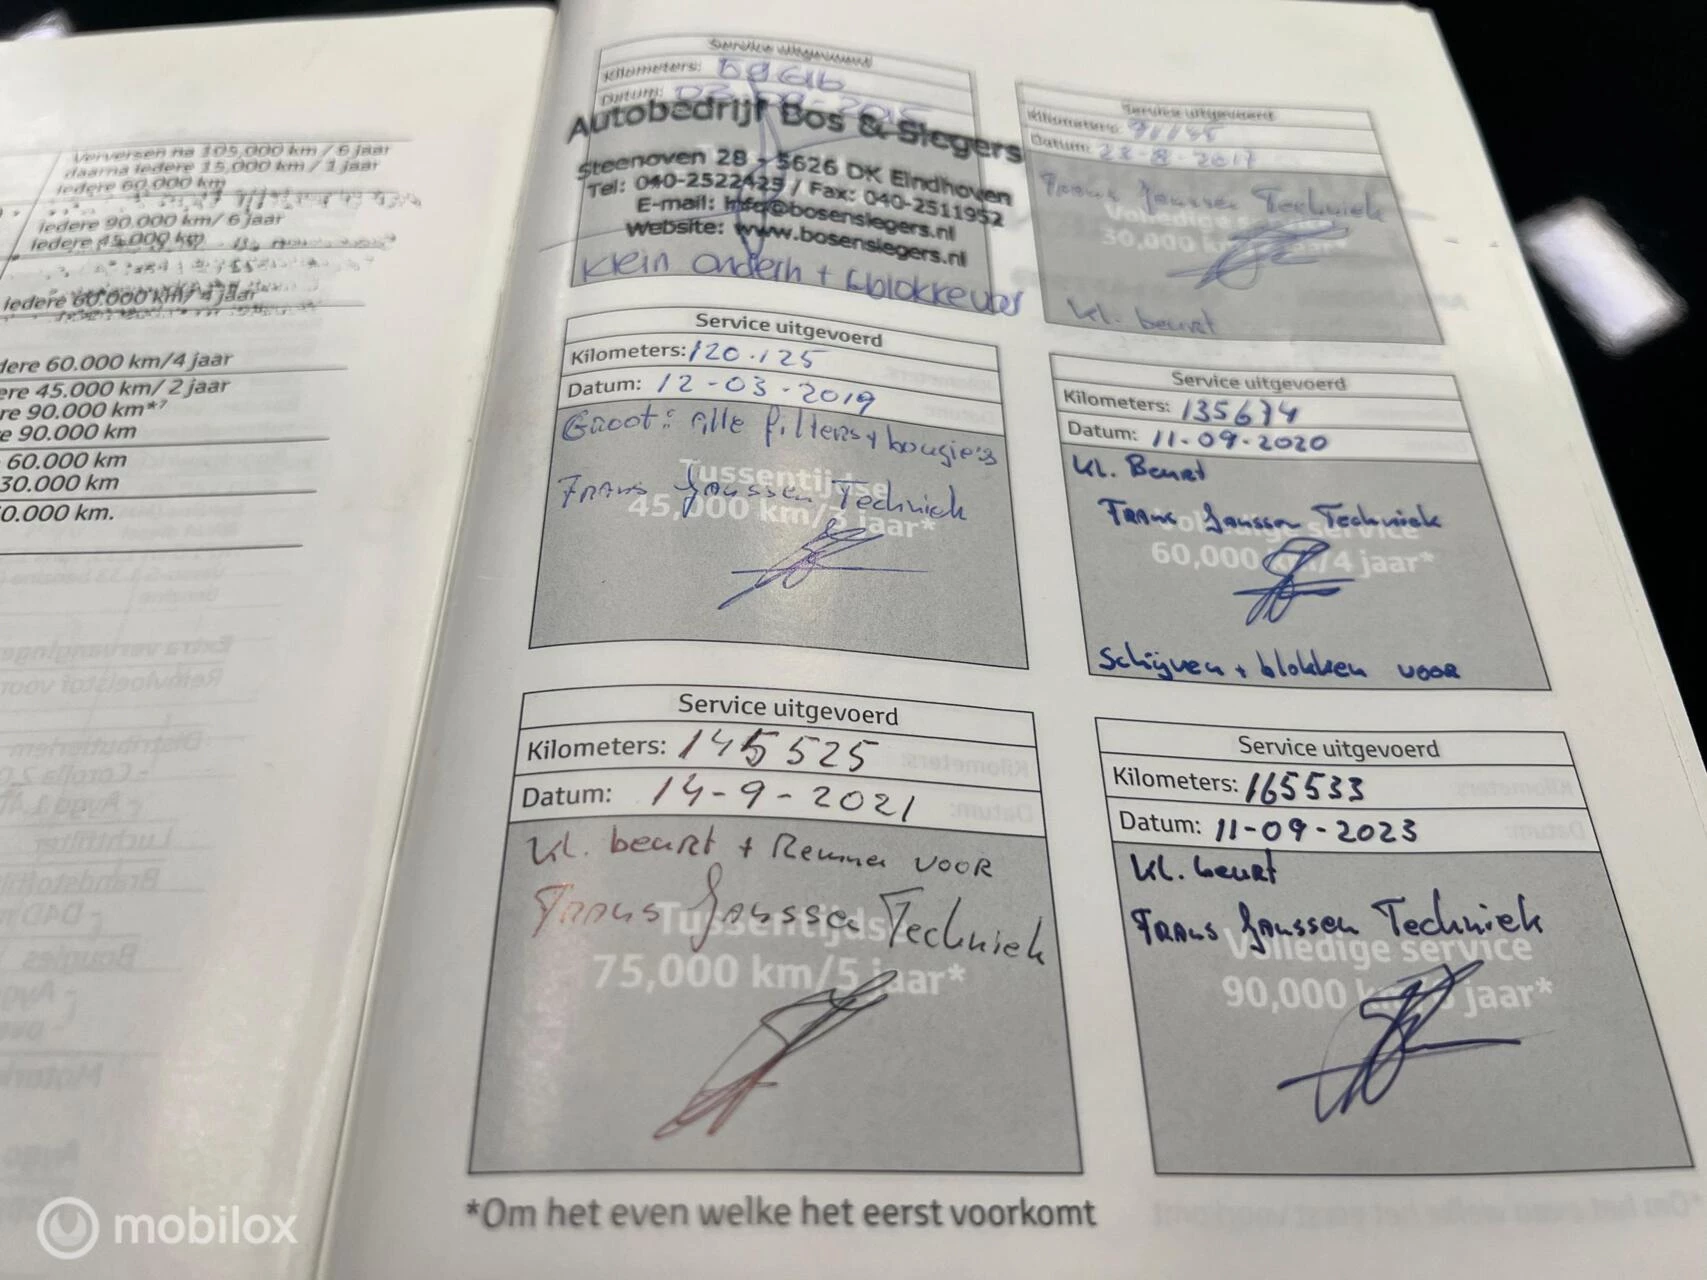 Verversen na 105,000 km / 6 jaar
daarna iedere 15,000 km / 1 jaar
iedere 60.000 km
iedere 90.000 km/ 6 jaar
iedere 45.000 km
iedere 60.000 km/ 4 jaar
dere 60.000 km/4 jaar
ere 45.000 km/ 2 jaar
re 90.000 km*7
e 90.000 km
60.000 km
30.000 km
0.000 km.
Service uitgevoerd
Kilometers:
Datum:
Autobedrijf Bos & Slegers
Steenoven 28 - 5626 DK Eindhoven
Tel: 040-2522425 / Fax: 040-2511952
E-mail: info@bosenslegers.nl
Website: www.bosenslegers.nl
Klein onderh +
Service uitgevoerd
Kilometers:
Datum: 23-8-2017
Frans Janssen Techniek
Volledige service
30,000 km/2 jaar*
Kl. beurt
Service uitgevoerd
Kilometers: 120.125
Datum: 12-03-2019
Groot: Alle filters + bougie's
Tussentijdse
Frans Janssen Techniek
45,000 km/3 jaar*
Service uitgevoerd
Kilometers: 135674
Datum: 11-09-2020
Kl. Beurt
Frans Janssen Techniek
Volledige service
60,000 km/4 jaar*
Schijven + blokken voor
Service uitgevoerd
Kilometers: 145525
Datum: 14-9-2021
Kl. beurt + Remmen voor
Frans Janssen Techniek
Tussentijdse
75,000 km/5 jaar*
Service uitgevoerd
Kilometers: 165533
Datum: 11-09-2023
Kl. beurt
Frans Janssen Techniek
Volledige service
90,000 km/6 jaar*
*Om het even welke het eerst voorkomt
mobilox